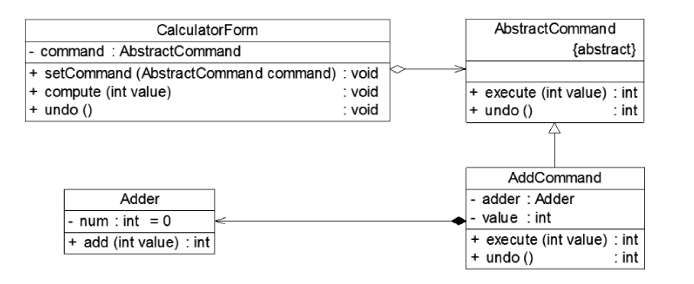 CalculatorForm
- command : AbstractCommand
+ setCommand (AbstractCommand command) : void
+ compute (int value) : void
+ undo () : void
AbstractCommand
{abstract}
+ execute (int value) : int
+ undo () : int
Adder
- num : int = 0
+ add (int value) : int
AddCommand
- adder : Adder
- value : int
+ execute (int value) : int
+ undo () : int